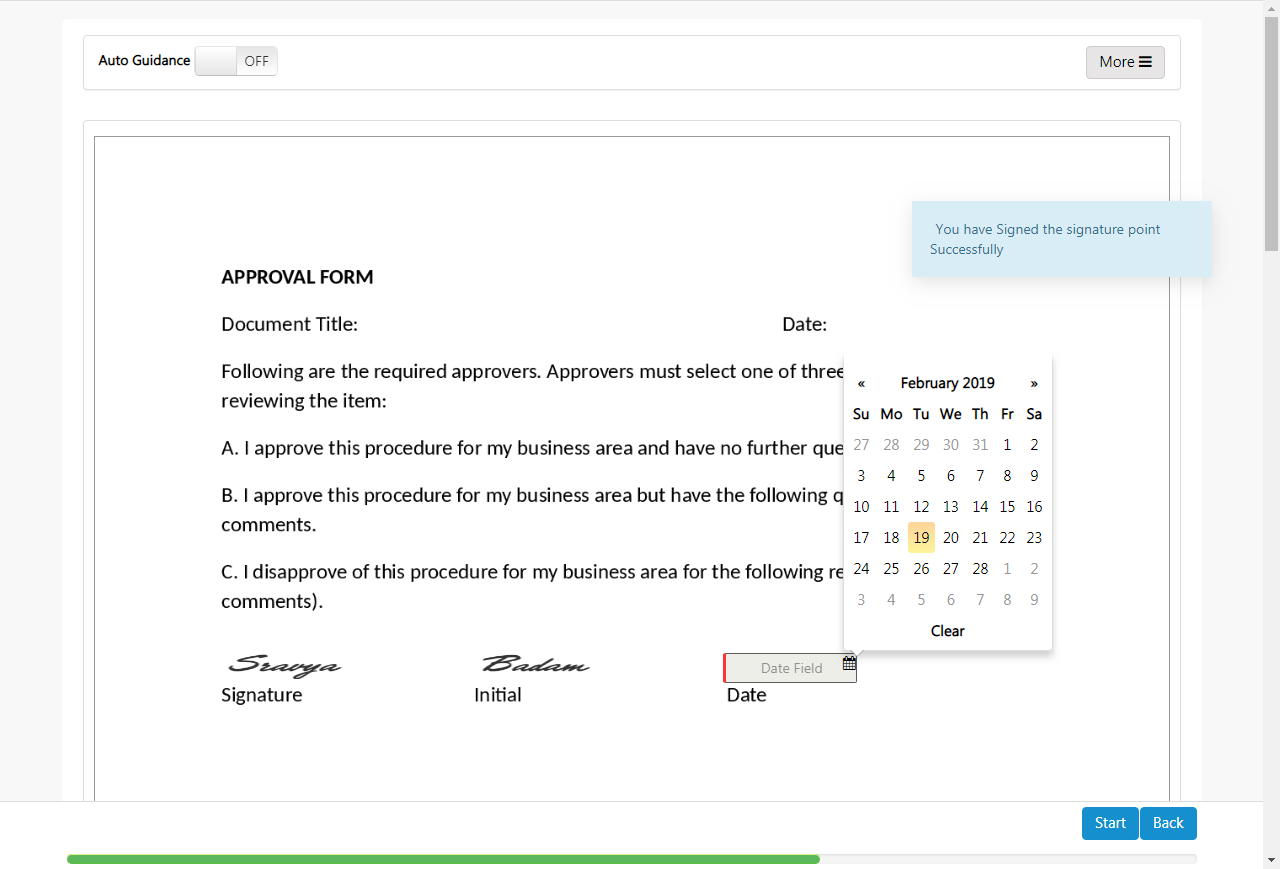 Auto Guidance OFF More
You have Signed the signature point
Successfully
APPROVAL FORM
Document Title: Date:
Following are the required approvers. Approvers must select one of three
reviewing the item:
A. I approve this procedure for my business area and have no further que
B. I approve this procedure for my business area but have the following q
comments.
C. I disapprove of this procedure for my business area for the following re
comments).
« February 2019 »
Su Mo Tu We Th Fr Sa
27 28 29 30 31 1 2
3 4 5 6 7 8 9
10 11 12 13 14 15 16
17 18 19 20 21 22 23
24 25 26 27 28 1 2
3 4 5 6 7 8 9
Clear
Sravya Badam Date Field
Signature Initial Date
Start Back